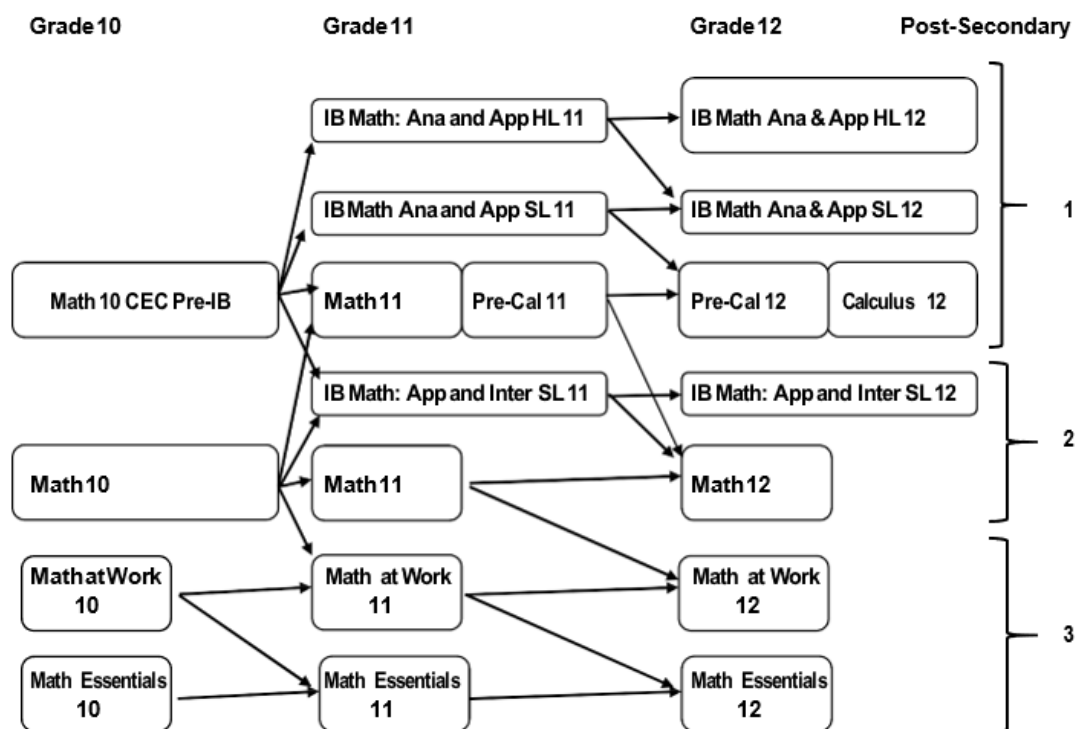 Grade 10 Grade 11 Grade 12 Post-Secondary
IB Math: Ana and App HL 11 IB Math Ana & App HL 12
IB Math Ana and App SL 11 IB Math Ana & App SL 12 1
Math 10 CEC Pre-IB Math 11 Pre-Cal 11 Pre-Cal 12 Calculus 12
IB Math: App and Inter SL 11 IB Math: App and Inter SL 12
2
Math 10 Math 11 Math 12
Math at Work Math at Work Math at Work
10 11 12
3
Math Essentials Math Essentials Math Essentials
10 11 12